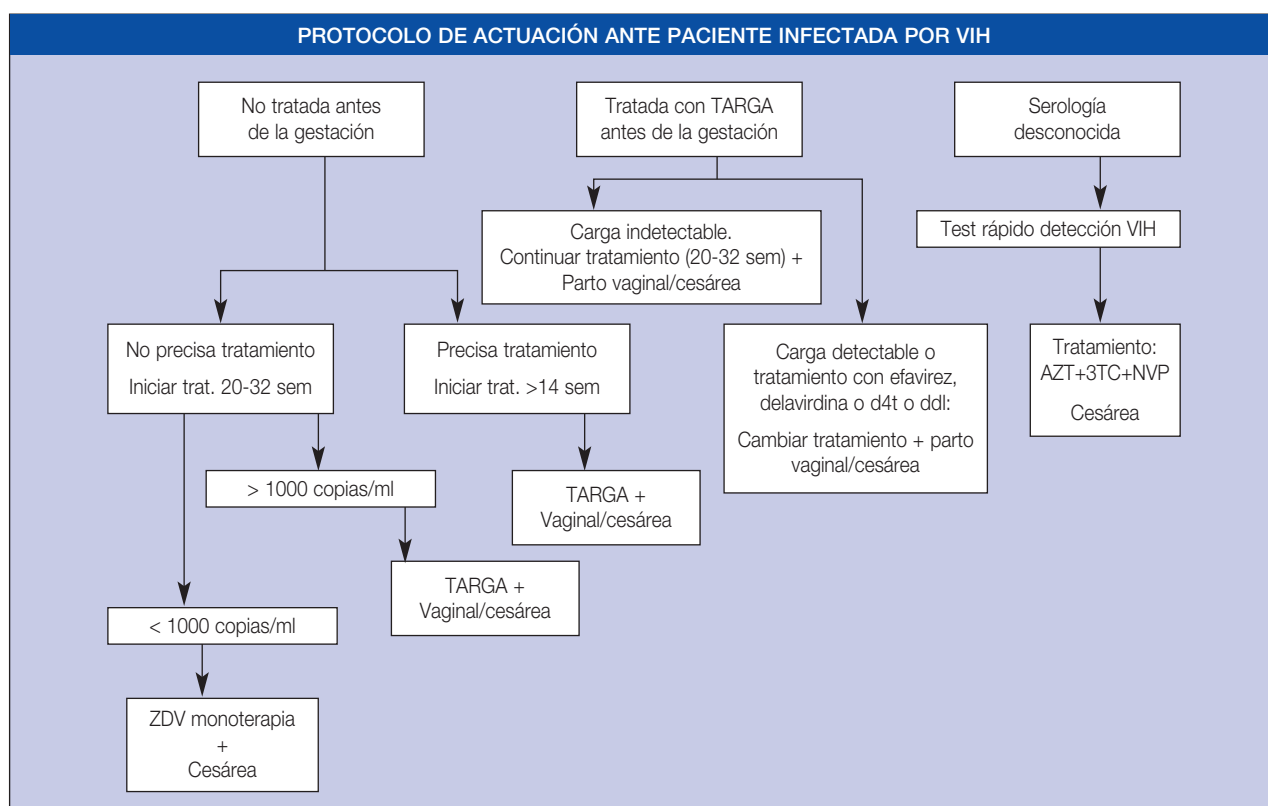 PROTOCOLO DE ACTUACIÓN ANTE PACIENTE INFECTADA POR VIH
No tratada antes
de la gestación
Tratada con TARGA
antes de la gestación
Serología
desconocida
Carga indetectable.
Continuar tratamiento (20-32 sem) +
Parto vaginal/cesárea
Test rápido detección VIH
No precisa tratamiento
Iniciar trat. 20-32 sem
Precisa tratamiento
Iniciar trat. >14 sem
Carga detectable o
tratamiento con efavirez,
delavirdina o d4t o ddl:
Cambiar tratamiento + parto
vaginal/cesárea
Tratamiento:
AZT+3TC+NVP
Cesárea
> 1000 copias/ml
TARGA +
Vaginal/cesárea
TARGA +
Vaginal/cesárea
< 1000 copias/ml
ZDV monoterapia
+
Cesárea